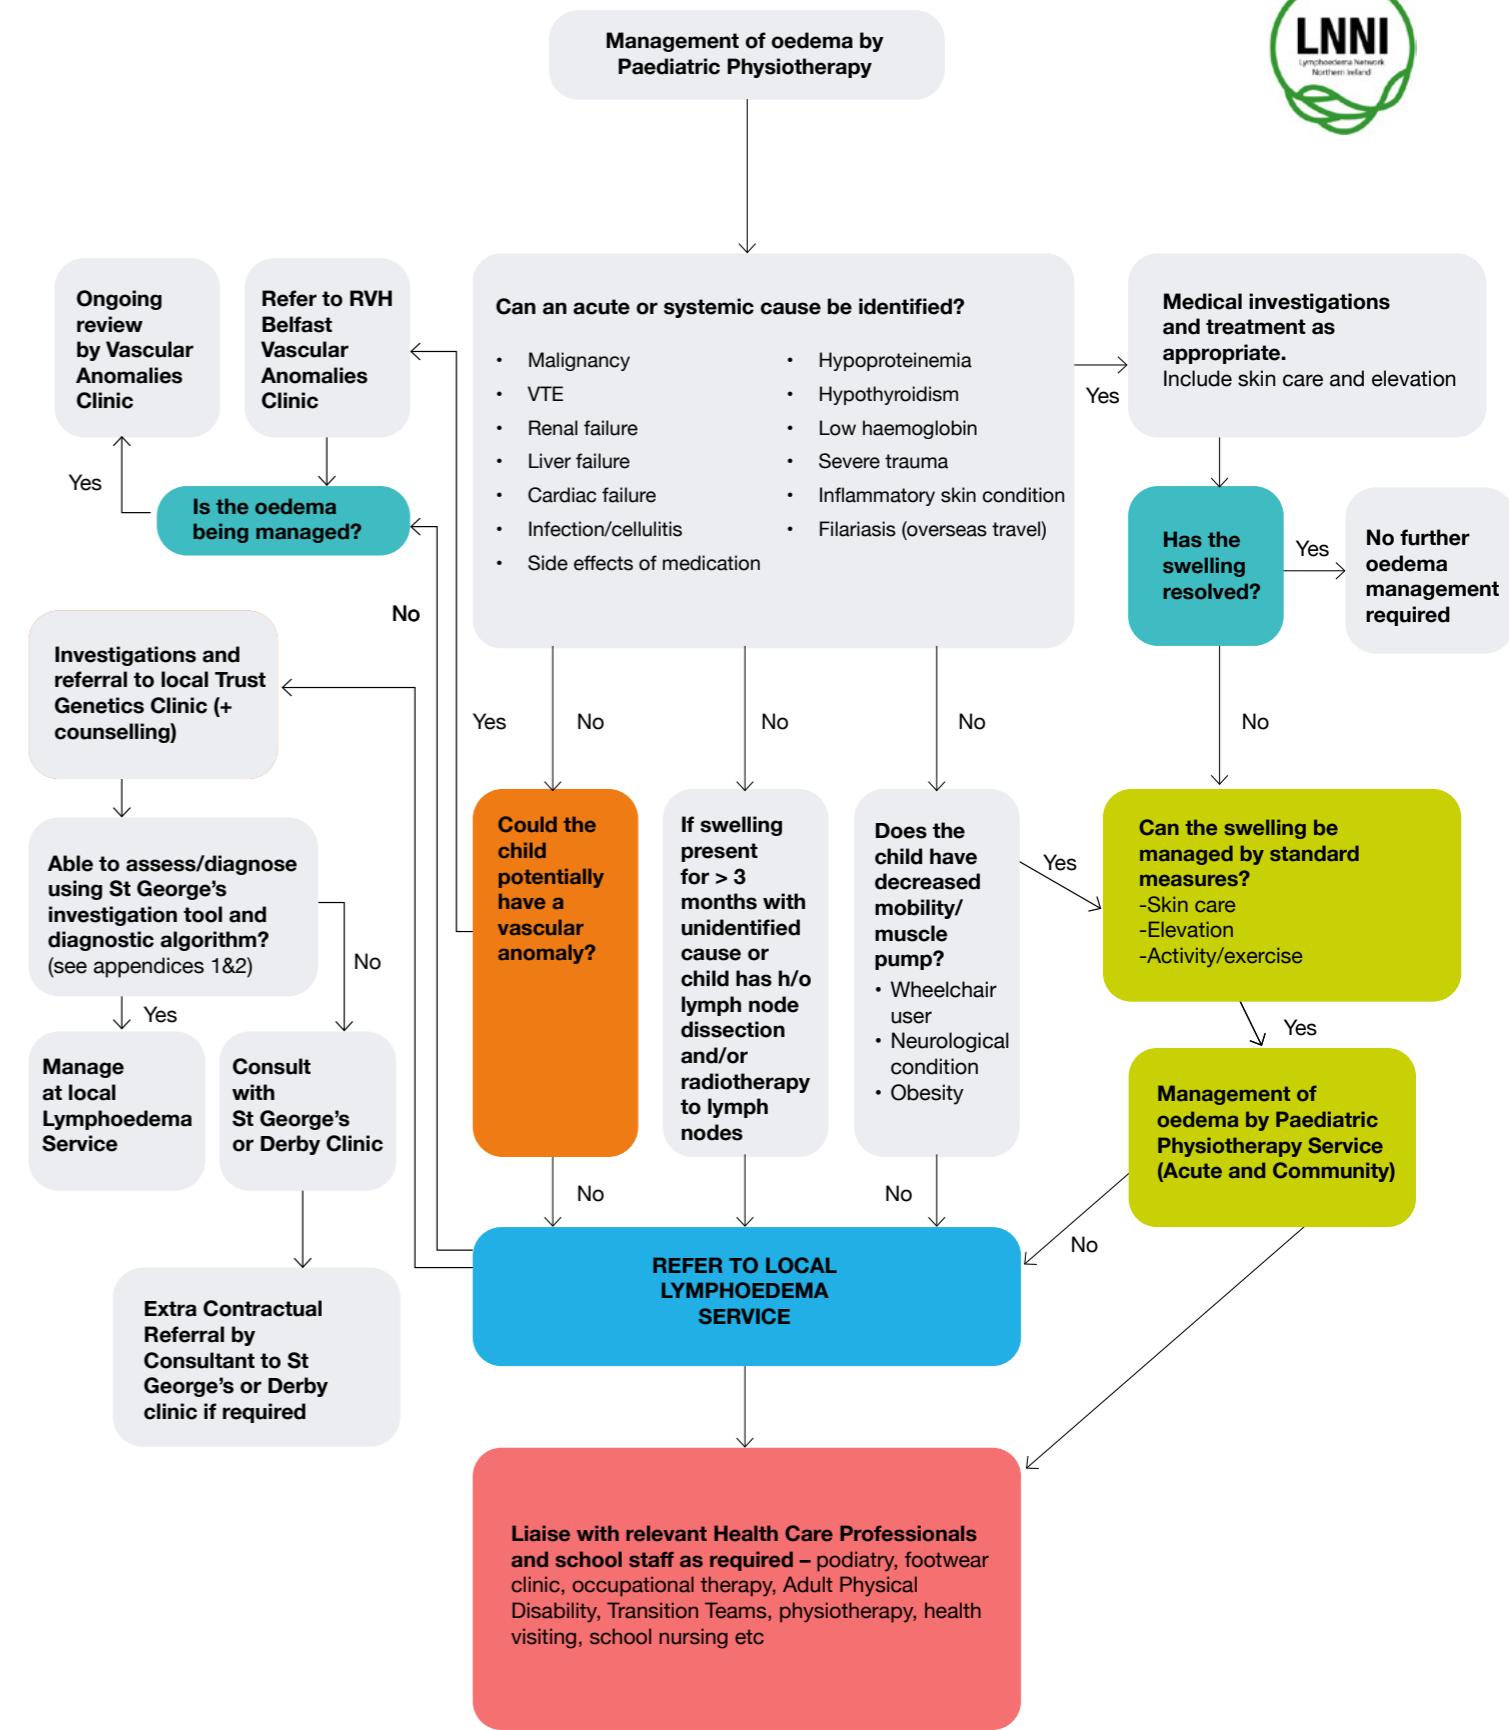 Management of oedema by
Paediatric Physiotherapy
LNNI
Lymphoedema Network
Northern Ireland
Ongoing
review
by Vascular
Anomalies
Clinic
Refer to RVH
Belfast
Vascular
Anomalies
Clinic
Can an acute or systemic cause be identified?
• Malignancy
• VTE
• Renal failure
• Liver failure
• Cardiac failure
• Infection/cellulitis
• Side effects of medication
• Hypoproteinemia
• Hypothyroidism
• Low haemoglobin
• Severe trauma
• Inflammatory skin condition
• Filariasis (overseas travel)
Yes
Medical investigations
and treatment as
appropriate.
Include skin care and elevation
Yes
Is the oedema
being managed?
No
Has the
swelling
resolved?
Yes
No further
oedema
management
required
Investigations and
referral to local Trust
Genetics Clinic (+
counselling)
Yes
No
No
No
No
Able to assess/diagnose
using St George’s
investigation tool and
diagnostic algorithm?
(see appendices 1&2)
No
Yes
Manage
at local
Lymphoedema
Service
Consult
with
St George’s
or Derby Clinic
Extra Contractual
Referral by
Consultant to St
George’s or Derby
clinic if required
Could the
child
potentially
have a
vascular
anomaly?
If swelling
present
for > 3
months with
unidentified
cause or
child has h/o
lymph node
dissection
and/or
radiotherapy
to lymph
nodes
Does the
child have
decreased
mobility/
muscle
pump?
• Wheelchair
user
• Neurological
condition
• Obesity
Yes
Can the swelling be
managed by standard
measures?
-Skin care
-Elevation
-Activity/exercise
Yes
Management of
oedema by Paediatric
Physiotherapy Service
(Acute and Community)
No
No
No
REFER TO LOCAL
LYMPHOEDEMA
SERVICE
Liaise with relevant Health Care Professionals
and school staff as required – podiatry, footwear
clinic, occupational therapy, Adult Physical
Disability, Transition Teams, physiotherapy, health
visiting, school nursing etc